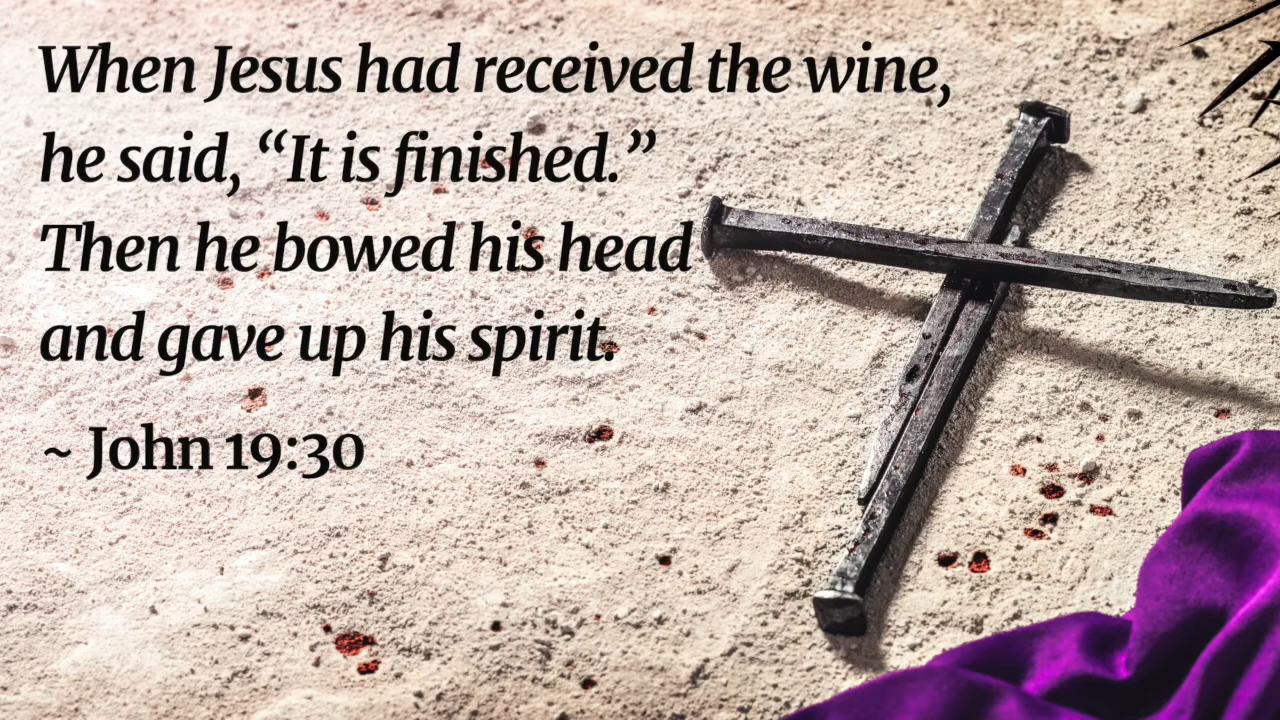 When Jesus had received the wine,
he said, “It is finished.”
Then he bowed his head
and gave up his spirit.
~ John 19:30